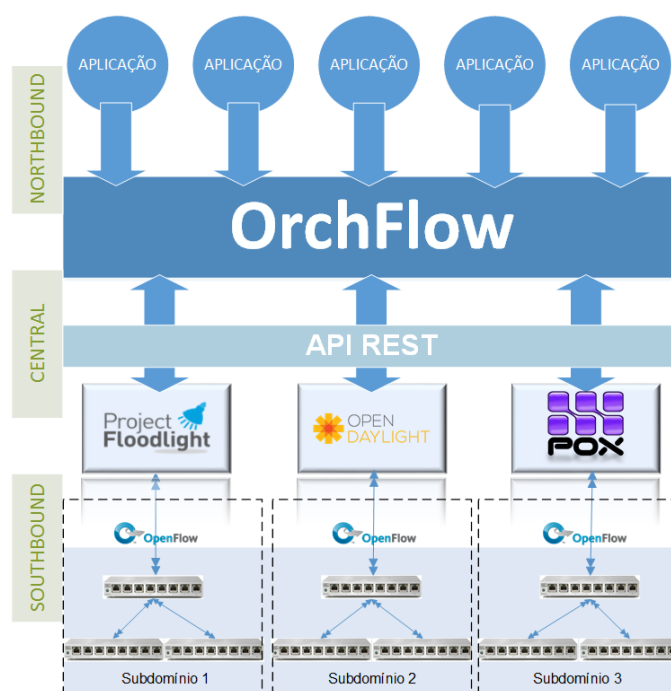 APLICAÇÃO APLICAÇÃO APLICAÇÃO APLICAÇÃO APLICAÇÃO
NORTHBOUND
OrchFlow
CENTRAL
API REST
Project
Floodlight
OPEN
DAYLIGHT
POX
SOUTHBOUND
OpenFlow OpenFlow OpenFlow
Subdomínio 1 Subdomínio 2 Subdomínio 3